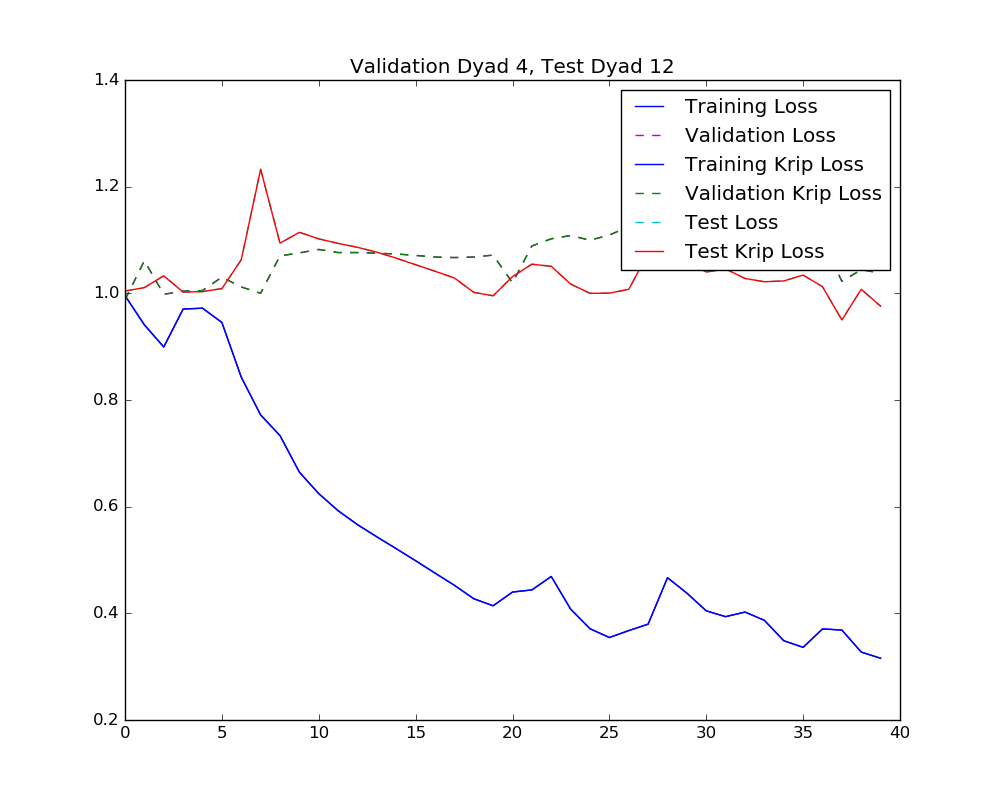 Validation Dyad 4, Test Dyad 12
1.4
1.2
1.0
0.8
0.6
0.4
0.2
Training Loss
Validation Loss
Training Krip Loss
Validation Krip Loss
Test Loss
Test Krip Loss
0 5 10 15 20 25 30 35 40